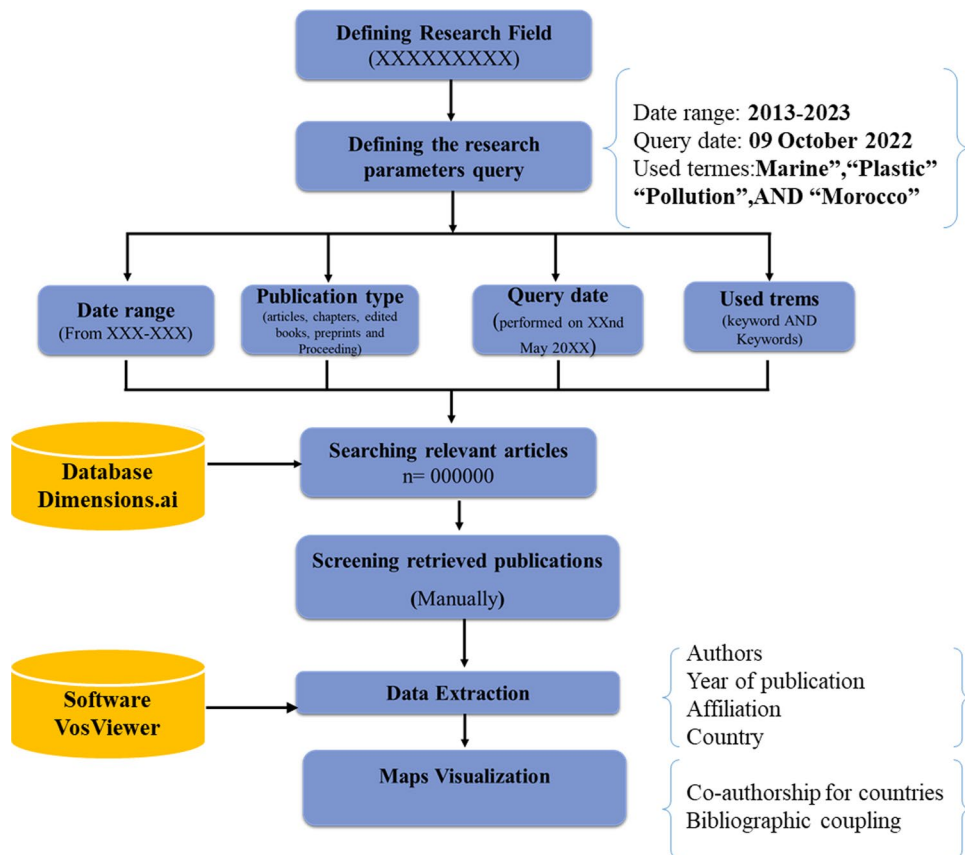 Defining Research Field
(XXXXXXXXX)
Defining the research
parameters query
Date range: 2013-2023
Query date: 09 October 2022
Used termes:Marine”,“Plastic”
“Pollution”,AND “Morocco”
Date range
(From XXX-XXX)
Publication type
(articles, chapters, edited
books, preprints and
Proceeding)
Query date
(performed on XXnd
May 20XX)
Used trems
(keyword AND
Keywords)
Database
Dimensions.ai
Searching relevant articles
n= 000000
Screening retrieved publications
(Manually)
Software
VosViewer
Data Extraction
Authors
Year of publication
Affiliation
Country
Maps Visualization
Co-authorship for countries
Bibliographic coupling